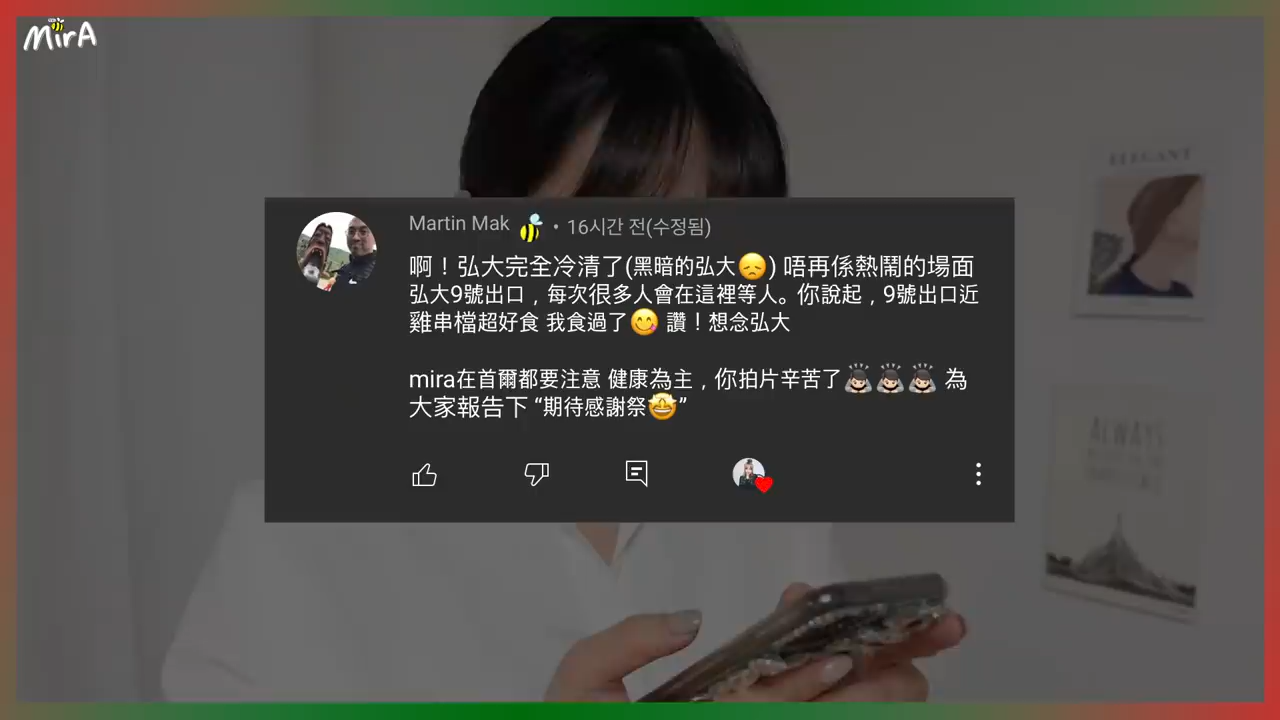 MirA
ELEGANT
Martin Mak 🐝 • 16시간 전(수정됨)
啊！弘大完全冷清了(黑暗的弘大😞) 唔再係熱鬧的場面
弘大9號出口，每次很多人會在這裡等人。你說起，9號出口近
雞串檔超好食 我食過了😋 讚！想念弘大
mira在首爾都要注意 健康為主，你拍片辛苦了🙇🏻🙇🏻🙇🏻 為
大家報告下 “期待感謝祭🤩”
ALWAYS